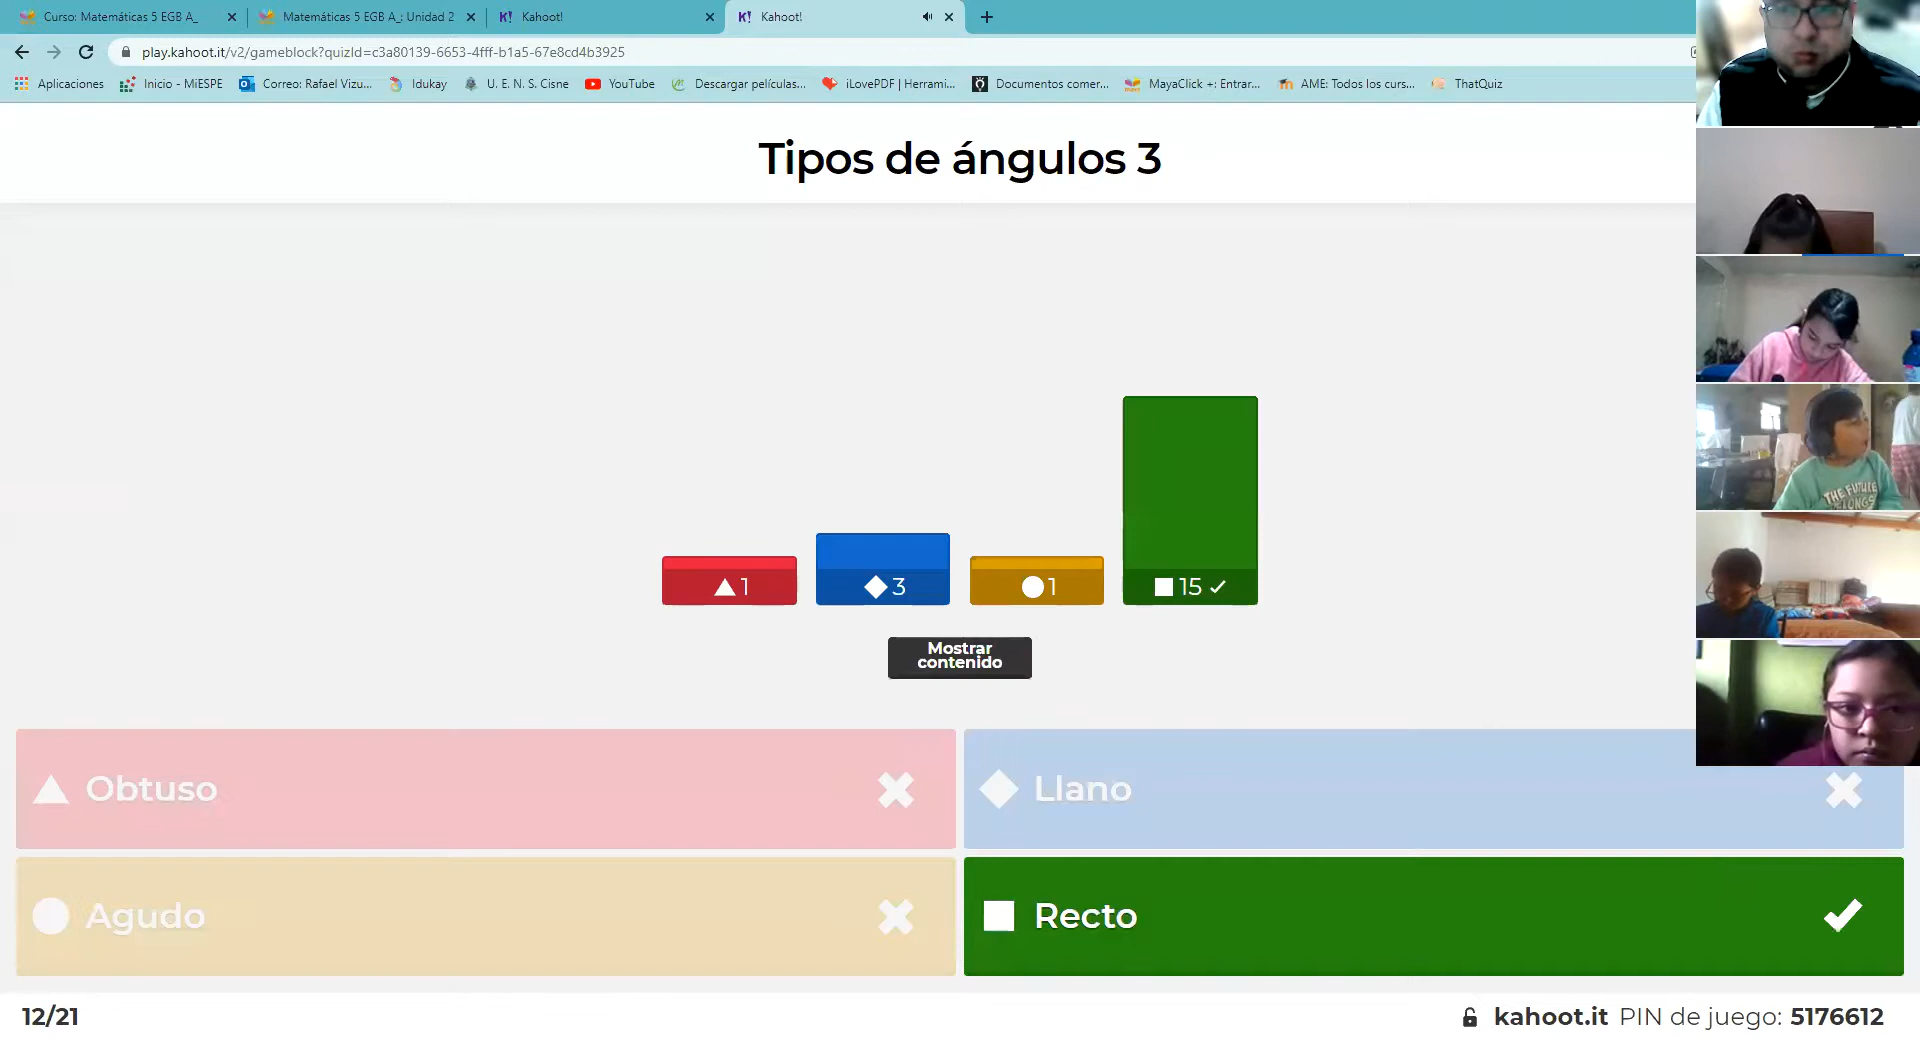 Curso: Matemáticas 5 EGB A_
Matemáticas 5 EGB A_: Unidad 2
K! Kahoot!
K! Kahoot!
play.kahoot.it/v2/gameblock?quizId=c3a80139-6653-4fff-b1a5-67e8cd4b3925
Aplicaciones
Inicio - MiESPE
Correo: Rafael Vizu...
Idukay
U. E. N. S. Cisne
YouTube
Descargar películas...
iLovePDF | Herrami...
Documentos comer...
MayaClick +: Entrar...
AME: Todos los curs...
ThatQuiz
Tipos de ángulos 3
1
3
1
15
Mostrar
contenido
Obtuso
Llano
Agudo
Recto
12/21
kahoot.it PIN de juego: 5176612
THE FUTURE
BELONGS